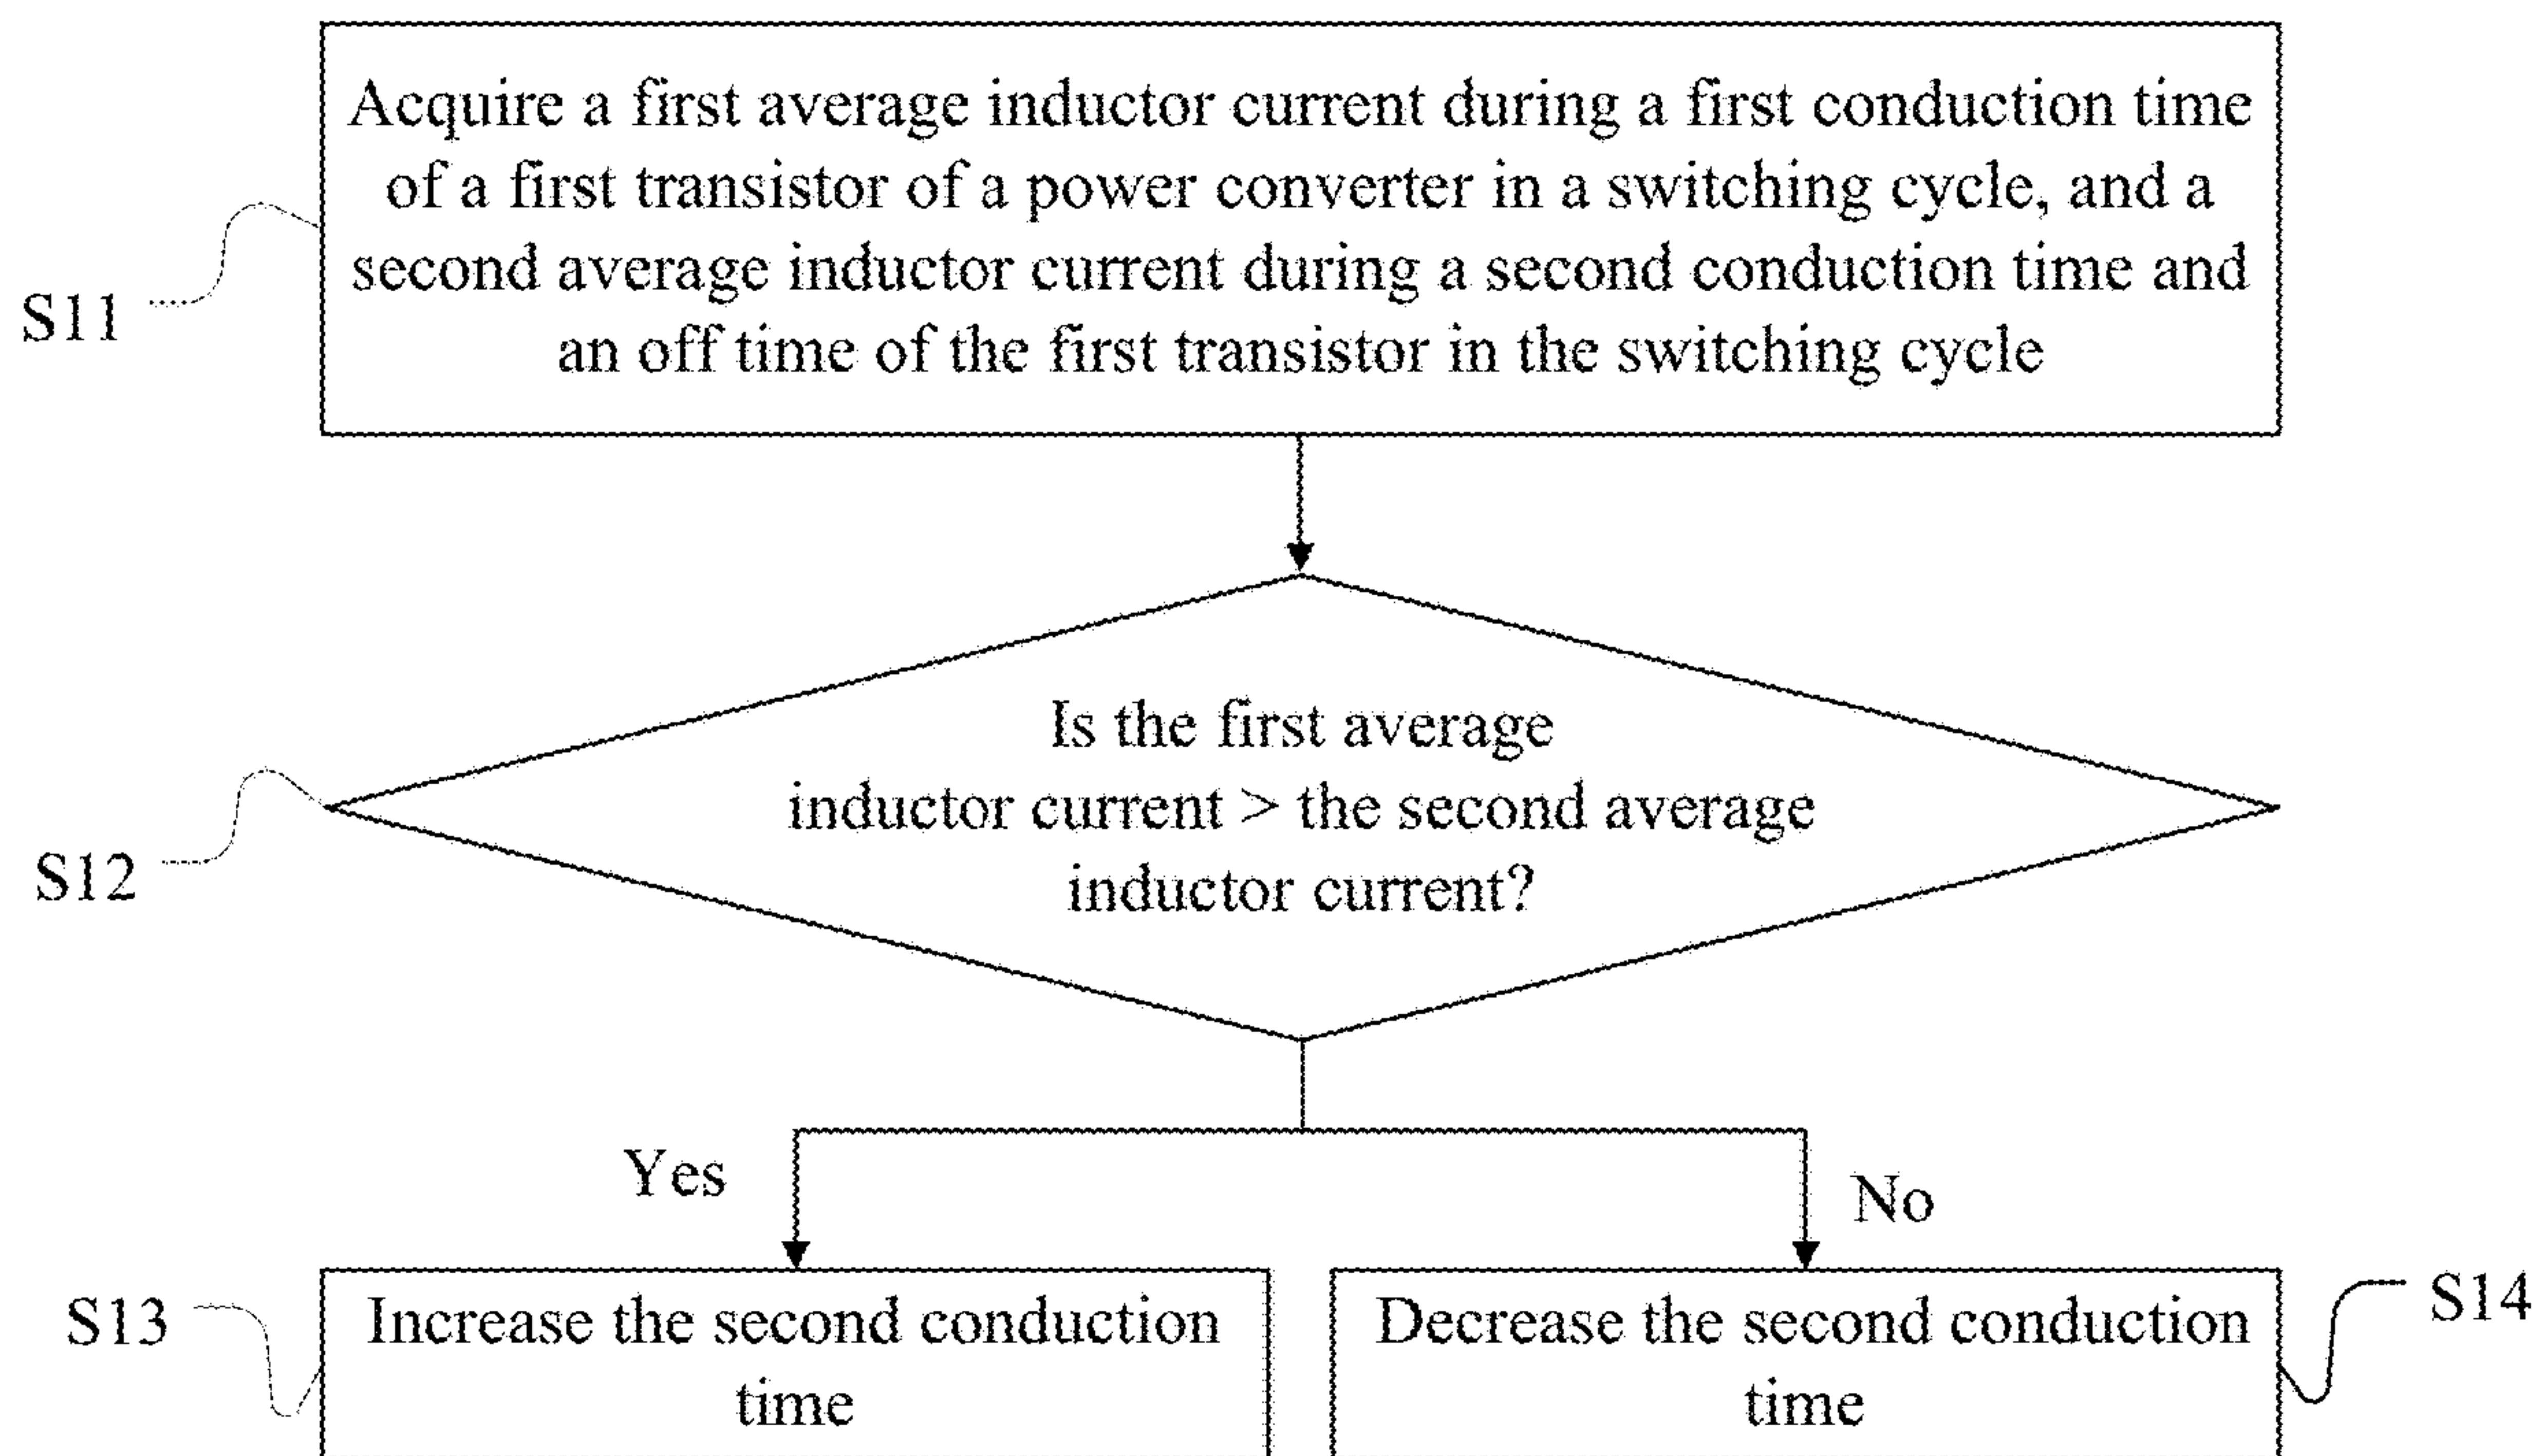 Acquire a first average inductor current during a first conduction time
of a first transistor of a power converter in a switching cycle, and a
second average inductor current during a second conduction time and
an off time of the first transistor in the switching cycle
S11
Is the first average
inductor current > the second average
inductor current?
S12
Yes
No
S13
Increase the second conduction
time
Decrease the second conduction
time
S14